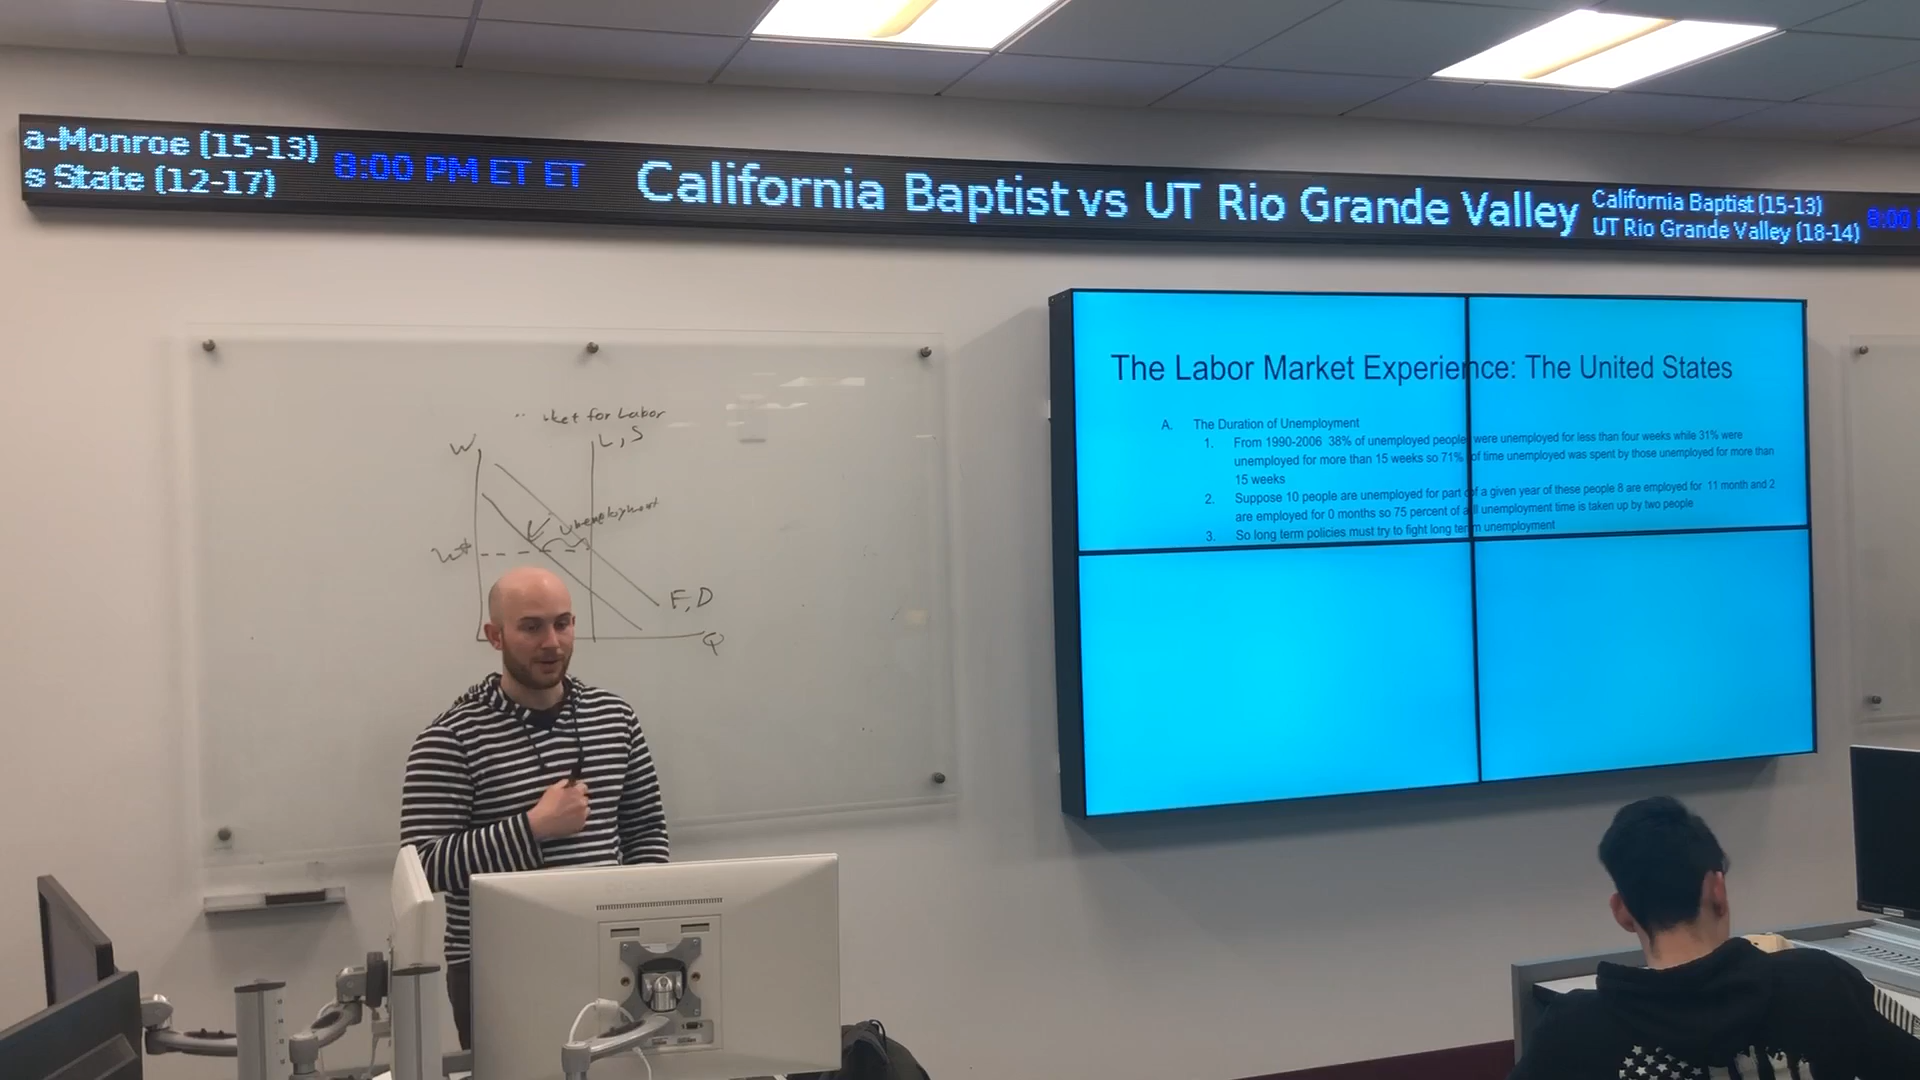 a-Monroe (15-13)
s State (12-17)
8:00 PM ET ET
California Baptist vs UT Rio Grande Valley
California Baptist (15-13)
UT Rio Grande Valley (18-14)
8:00
for Labor
W
L, S
Unemployment
W*
F, D
Q
The Labor Market Experience: The United States
A. The Duration of Unemployment
1. From 1990-2006 38% of unemployed people were unemployed for less than four weeks while 31% were
unemployed for more than 15 weeks so 71% of time unemployed was spent by those unemployed for more than
15 weeks
2. Suppose 10 people are unemployed for part of a given year of these people 8 are employed for 11 month and 2
are employed for 0 months so 75 percent of all unemployment time is taken up by two people
3. So long term policies must try to fight long term unemployment